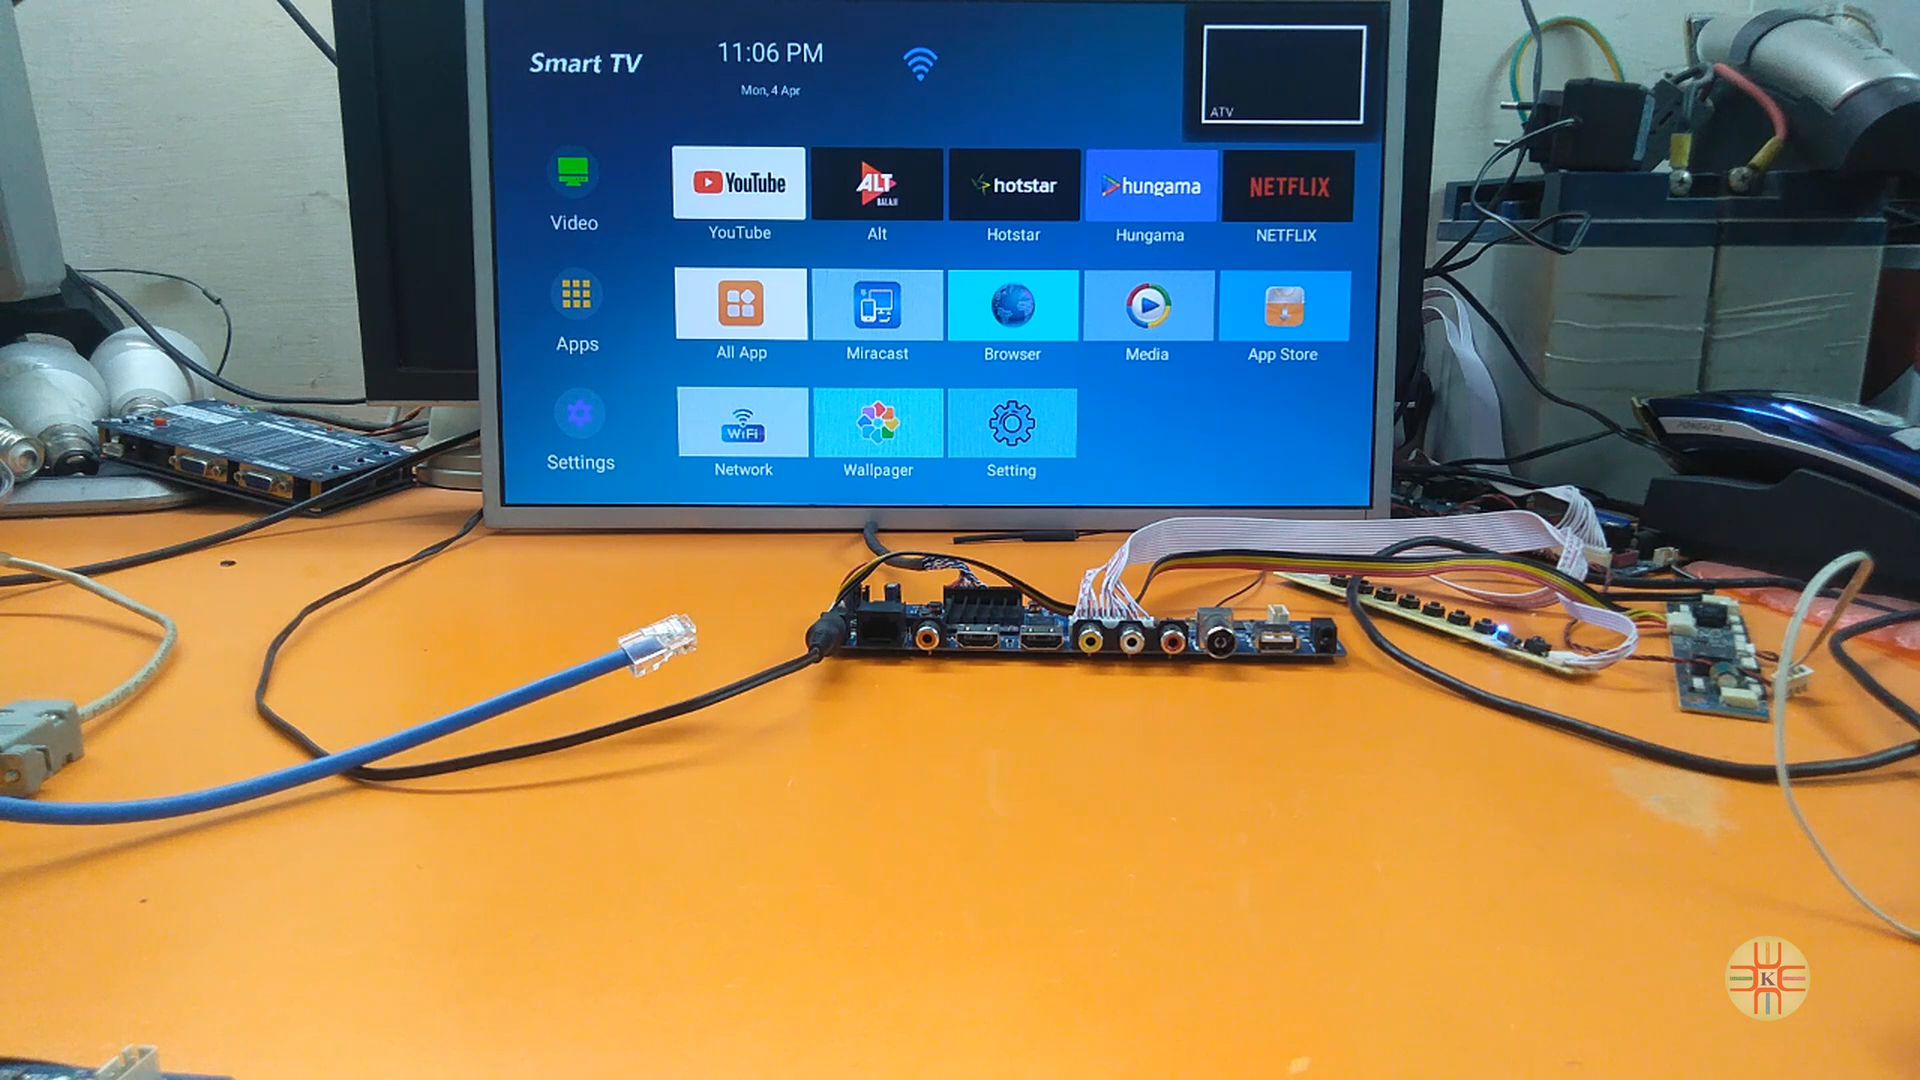 Smart TV
11:06 PM
Mon, 4 Apr
ATV
Video
YouTube
ALT
BALAJI
hotstar
hungama
NETFLIX
YouTube
Alt
Hotstar
Hungama
NETFLIX
Apps
All App
Miracast
Browser
Media
App Store
WiFi
Settings
Network
Wallpager
Setting
K